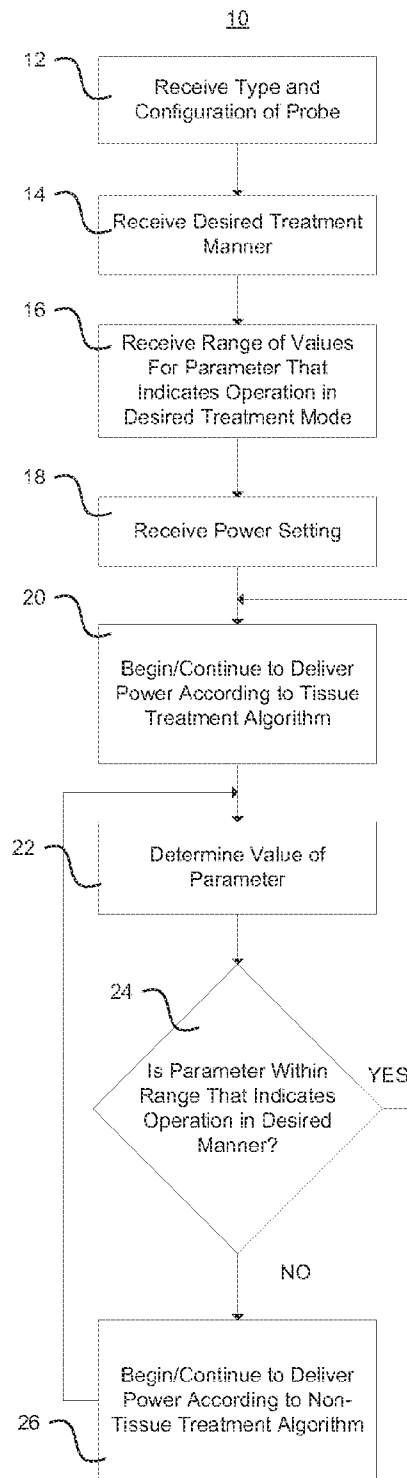 10
12
Receive Type and
Configuration of Probe
14
Receive Desired Treatment
Manner
16
Receive Range of Values
For Parameter That
Indicates Operation in
Desired Treatment Mode
18
Receive Power Setting
20
Begin/Continue to Deliver
Power According to Tissue
Treatment Algorithm
22
Determine Value of
Parameter
24
Is Parameter Within
Range That Indicates
Operation in Desired
Manner?
YES
NO
Begin/Continue to Deliver
Power According to Non-
Tissue Treatment Algorithm
26